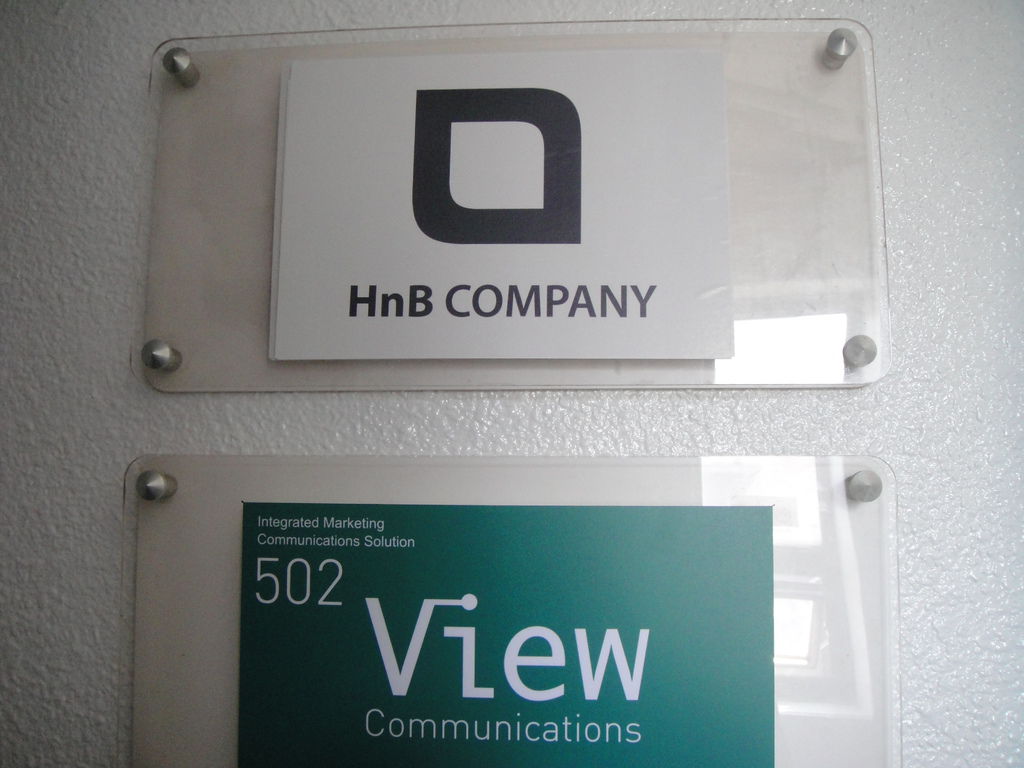 HnB COMPANY
Integrated Marketing
Communications Solution
502
View
Communications